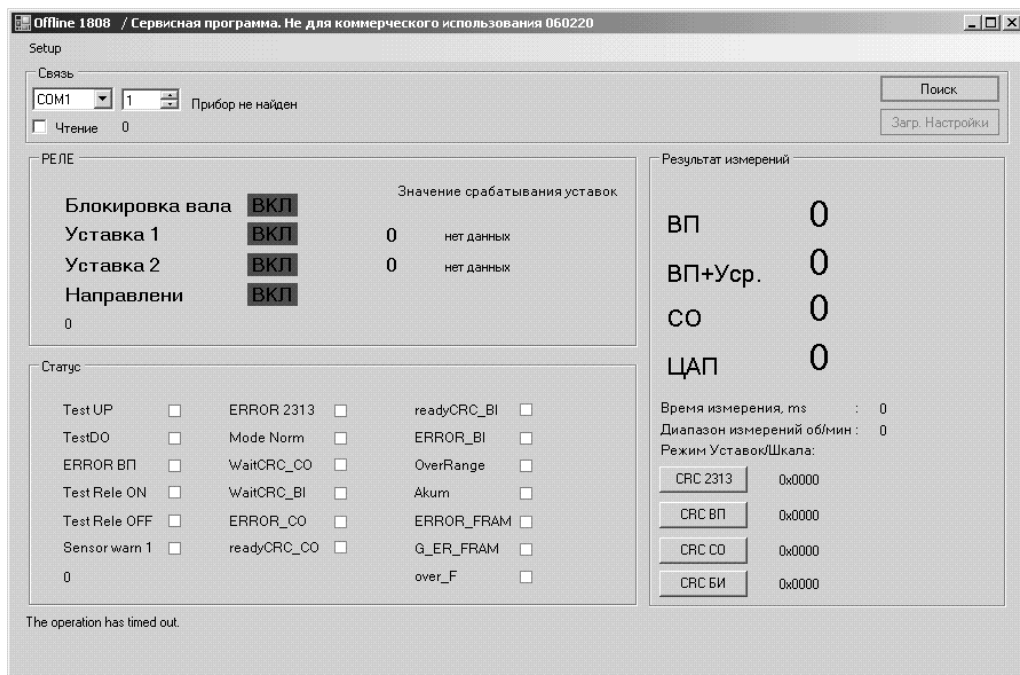 Offline 1808 / Сервисная программа. Не для коммерческого использования 060220
Setup
Связь
COM1 1 Прибор не найден
Поиск
Чтение 0
Загр. Настройки
РЕЛЕ
Значение срабатывания уставок
Блокировка вала ВКЛ
Уставка 1 ВКЛ 0 нет данных
Уставка 2 ВКЛ 0 нет данных
Направлени ВКЛ
0
Результат измерений
ВП 0
ВП+Уср. 0
СО 0
ЦАП 0
Время измерения, ms : 0
Диапазон измерений об/мин : 0
Режим Уставок/Шкала:
CRC 2313 0x0000
CRC ВП 0x0000
CRC CO 0x0000
CRC БИ 0x0000
Статус
Test UP ERROR 2313 readyCRC_BI
TestDO Mode Norm ERROR_BI
ERROR ВП WaitCRC_CO OverRange
Test Rele ON WaitCRC_BI Akum
Test Rele OFF ERROR_CO ERROR_FRAM
Sensor warn 1 readyCRC_CO G_ER_FRAM
0 over_F
The operation has timed out.